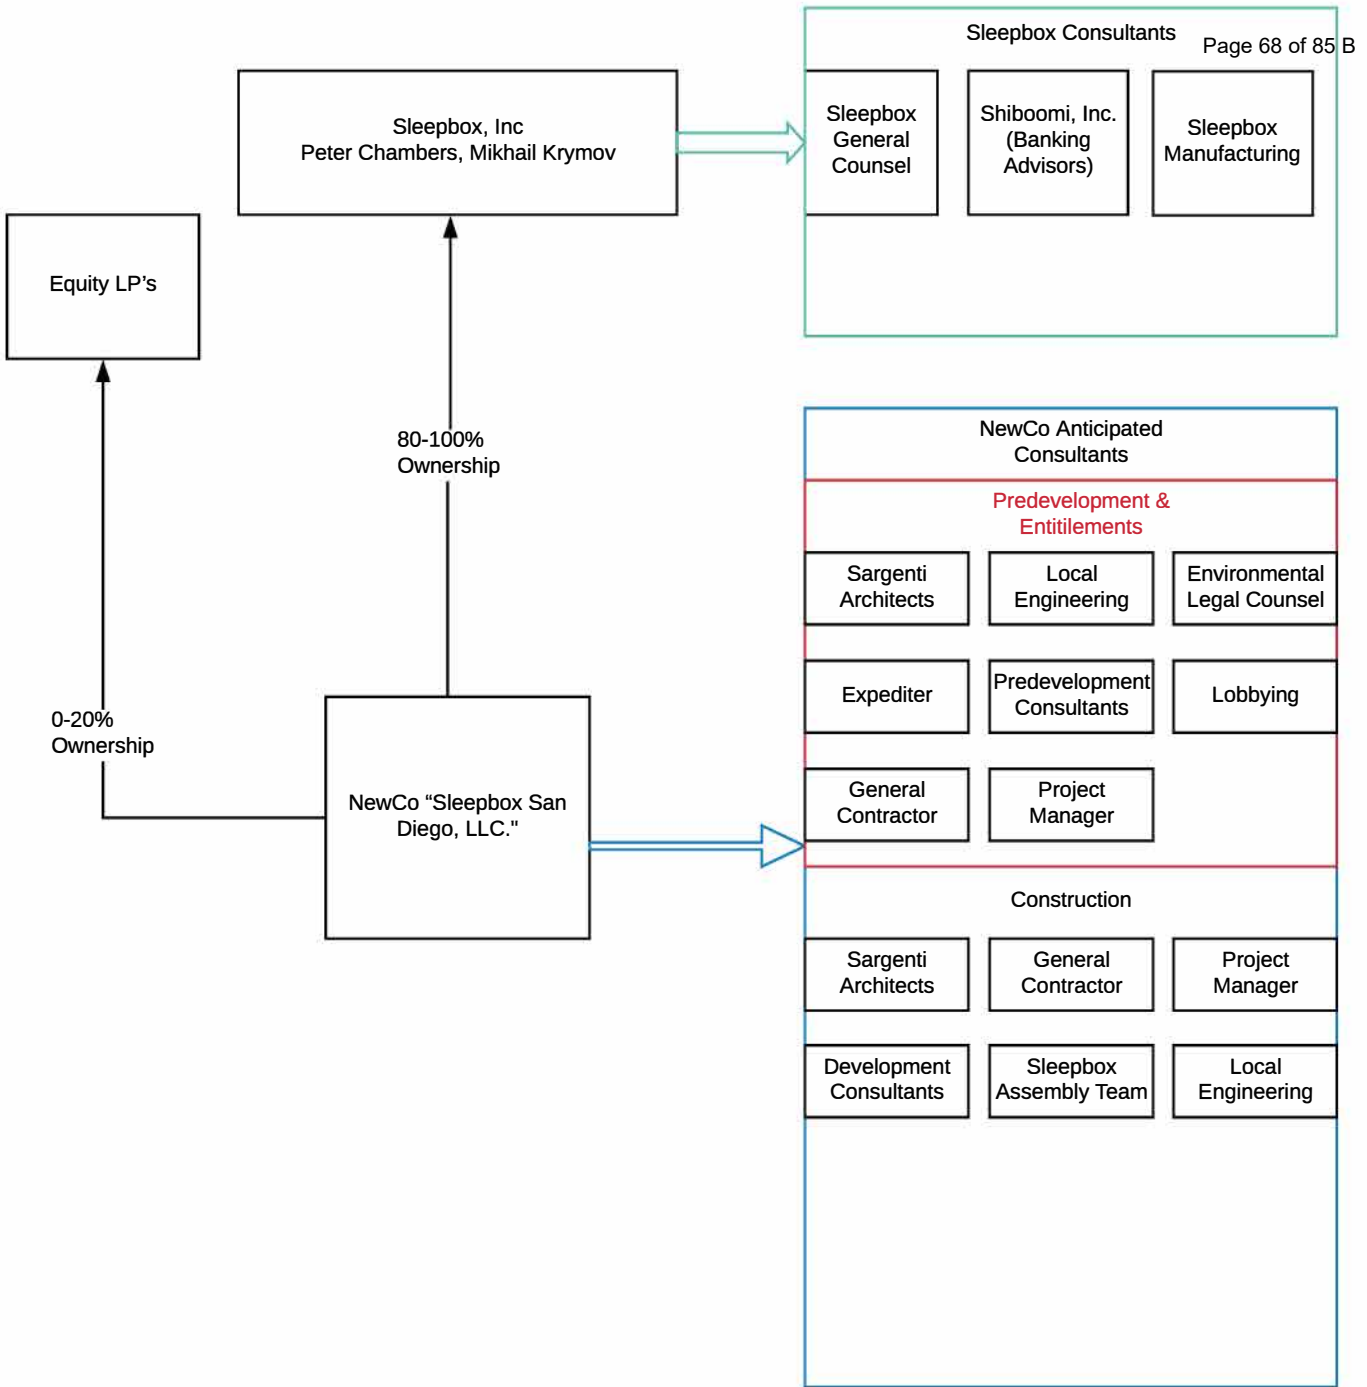 Sleepbox Consultants
Page 68 of 85 B
Sleepbox, Inc
Peter Chambers, Mikhail Krymov
Sleepbox
General
Counsel
Shiboomi, Inc.
(Banking
Advisors)
Sleepbox
Manufacturing
Equity LP's
80-100%
Ownership
0-20%
Ownership
NewCo “Sleepbox San
Diego, LLC."
NewCo Anticipated
Consultants
Predevelopment &
Entitilements
Sargenti
Architects
Local
Engineering
Environmental
Legal Counsel
Expediter
Predevelopment
Consultants
Lobbying
General
Contractor
Project
Manager
Construction
Sargenti
Architects
General
Contractor
Project
Manager
Development
Consultants
Sleepbox
Assembly Team
Local
Engineering